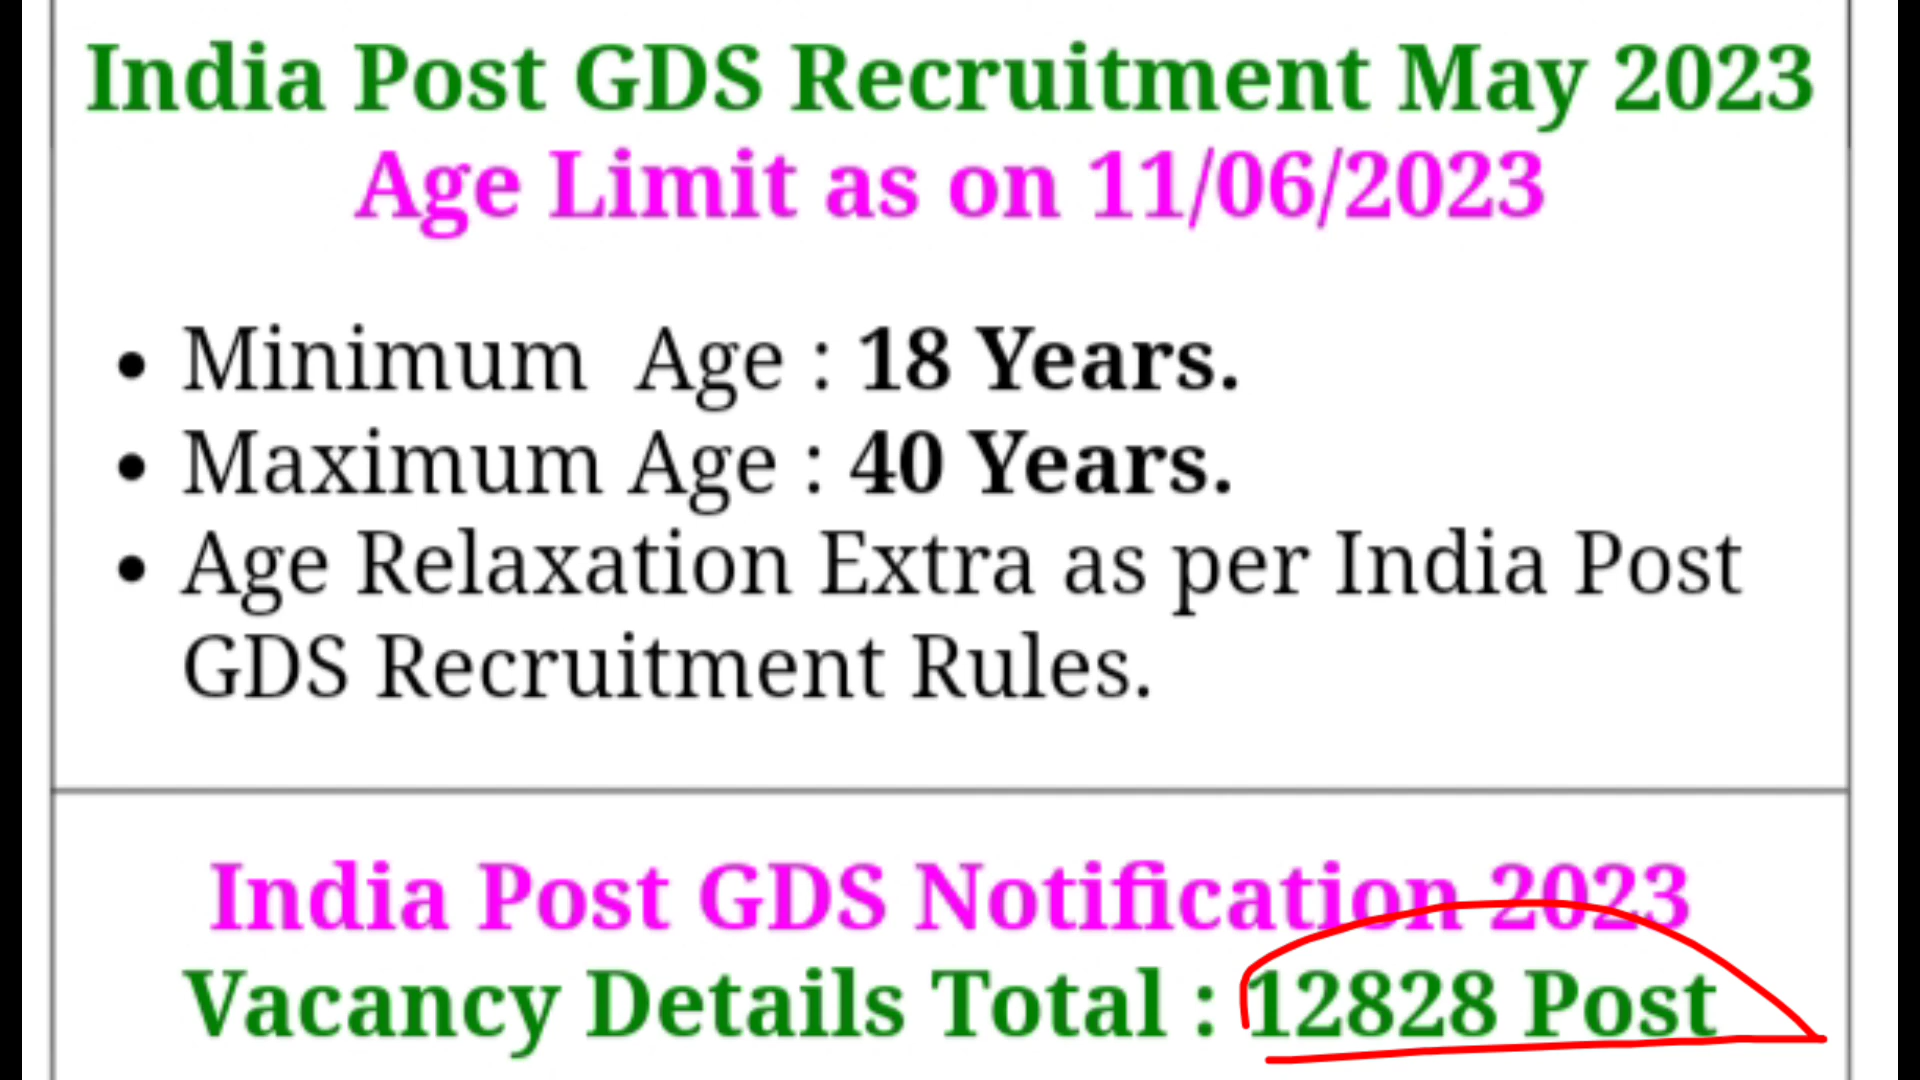 India Post GDS Recruitment May 2023
Age Limit as on 11/06/2023
• Minimum Age : 18 Years.
• Maximum Age : 40 Years.
• Age Relaxation Extra as per India Post
GDS Recruitment Rules.
India Post GDS Notification 2023
Vacancy Details Total : 12828 Post